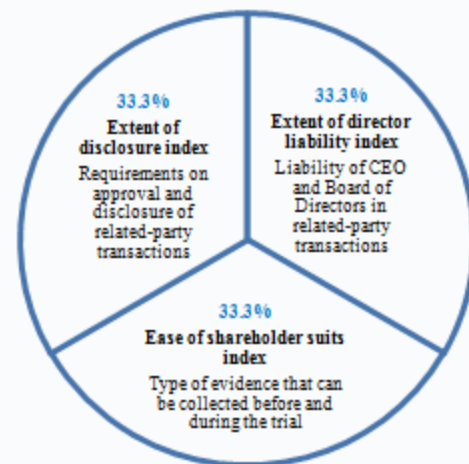 33.3%
Extent of
disclosure index
Requirements on
approval and
disclosure of
related-party
transactions
33.3%
Extent of director
liability index
Liability of CEO
and Board of
Directors in
related-party
transactions
33.3%
Ease of shareholder suits
index
Type of evidence that can
be collected before and
during the trial